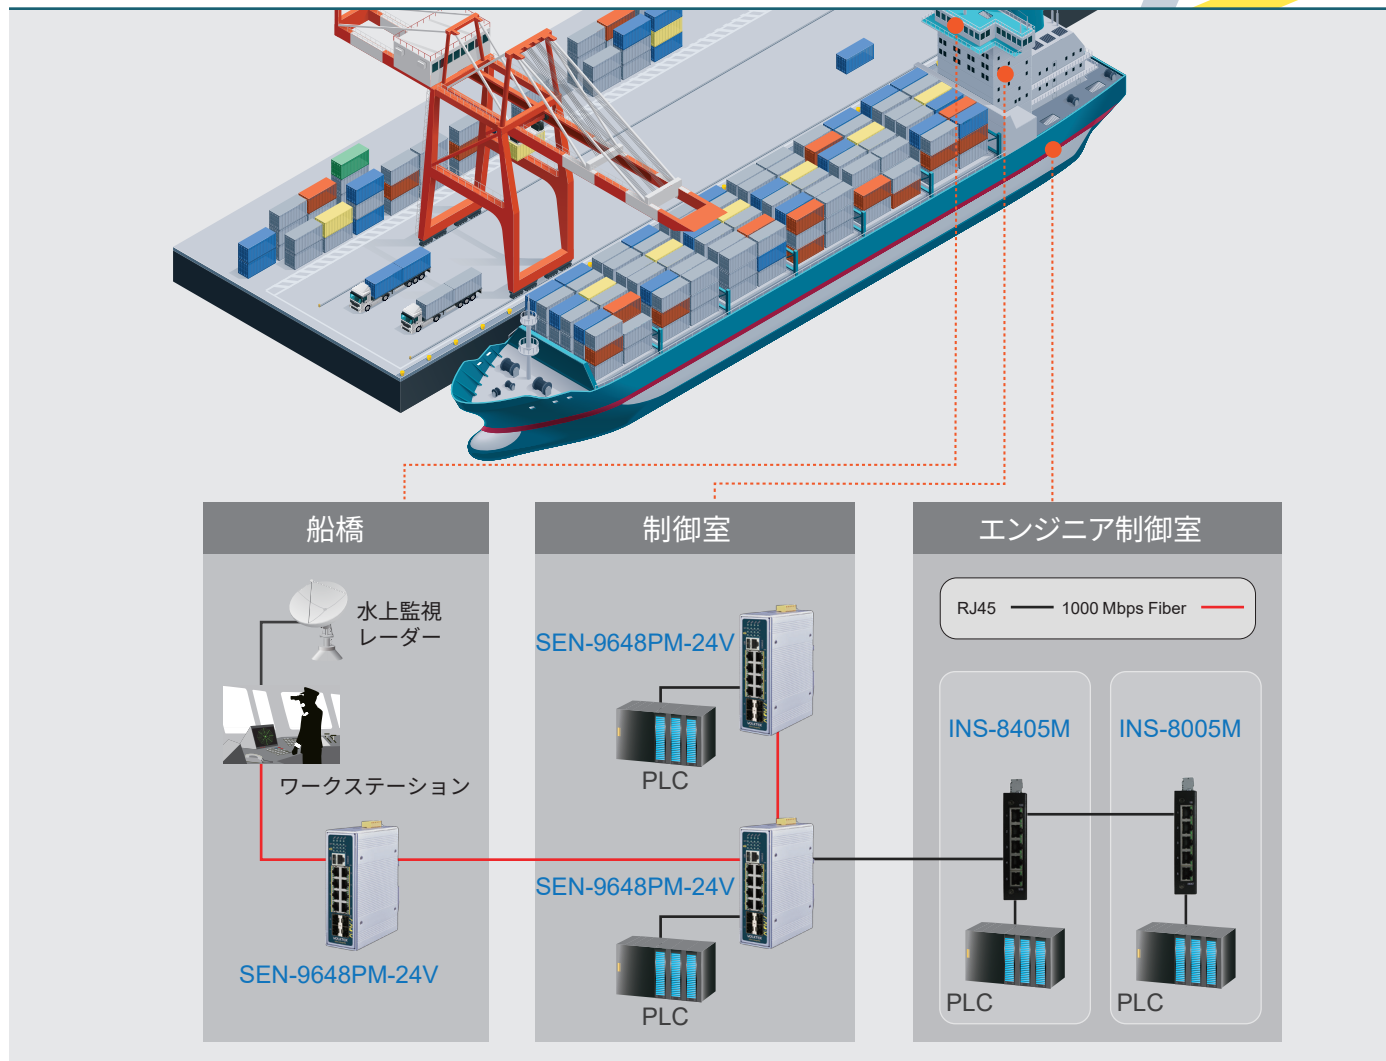 船橋
水上監視
レーダー
ワークステーション
SEN-9648PM-24V
制御室
SEN-9648PM-24V
PLC
SEN-9648PM-24V
PLC
エンジニア制御室
RJ45
1000 Mbps Fiber
INS-8405M
INS-8005M
PLC
PLC